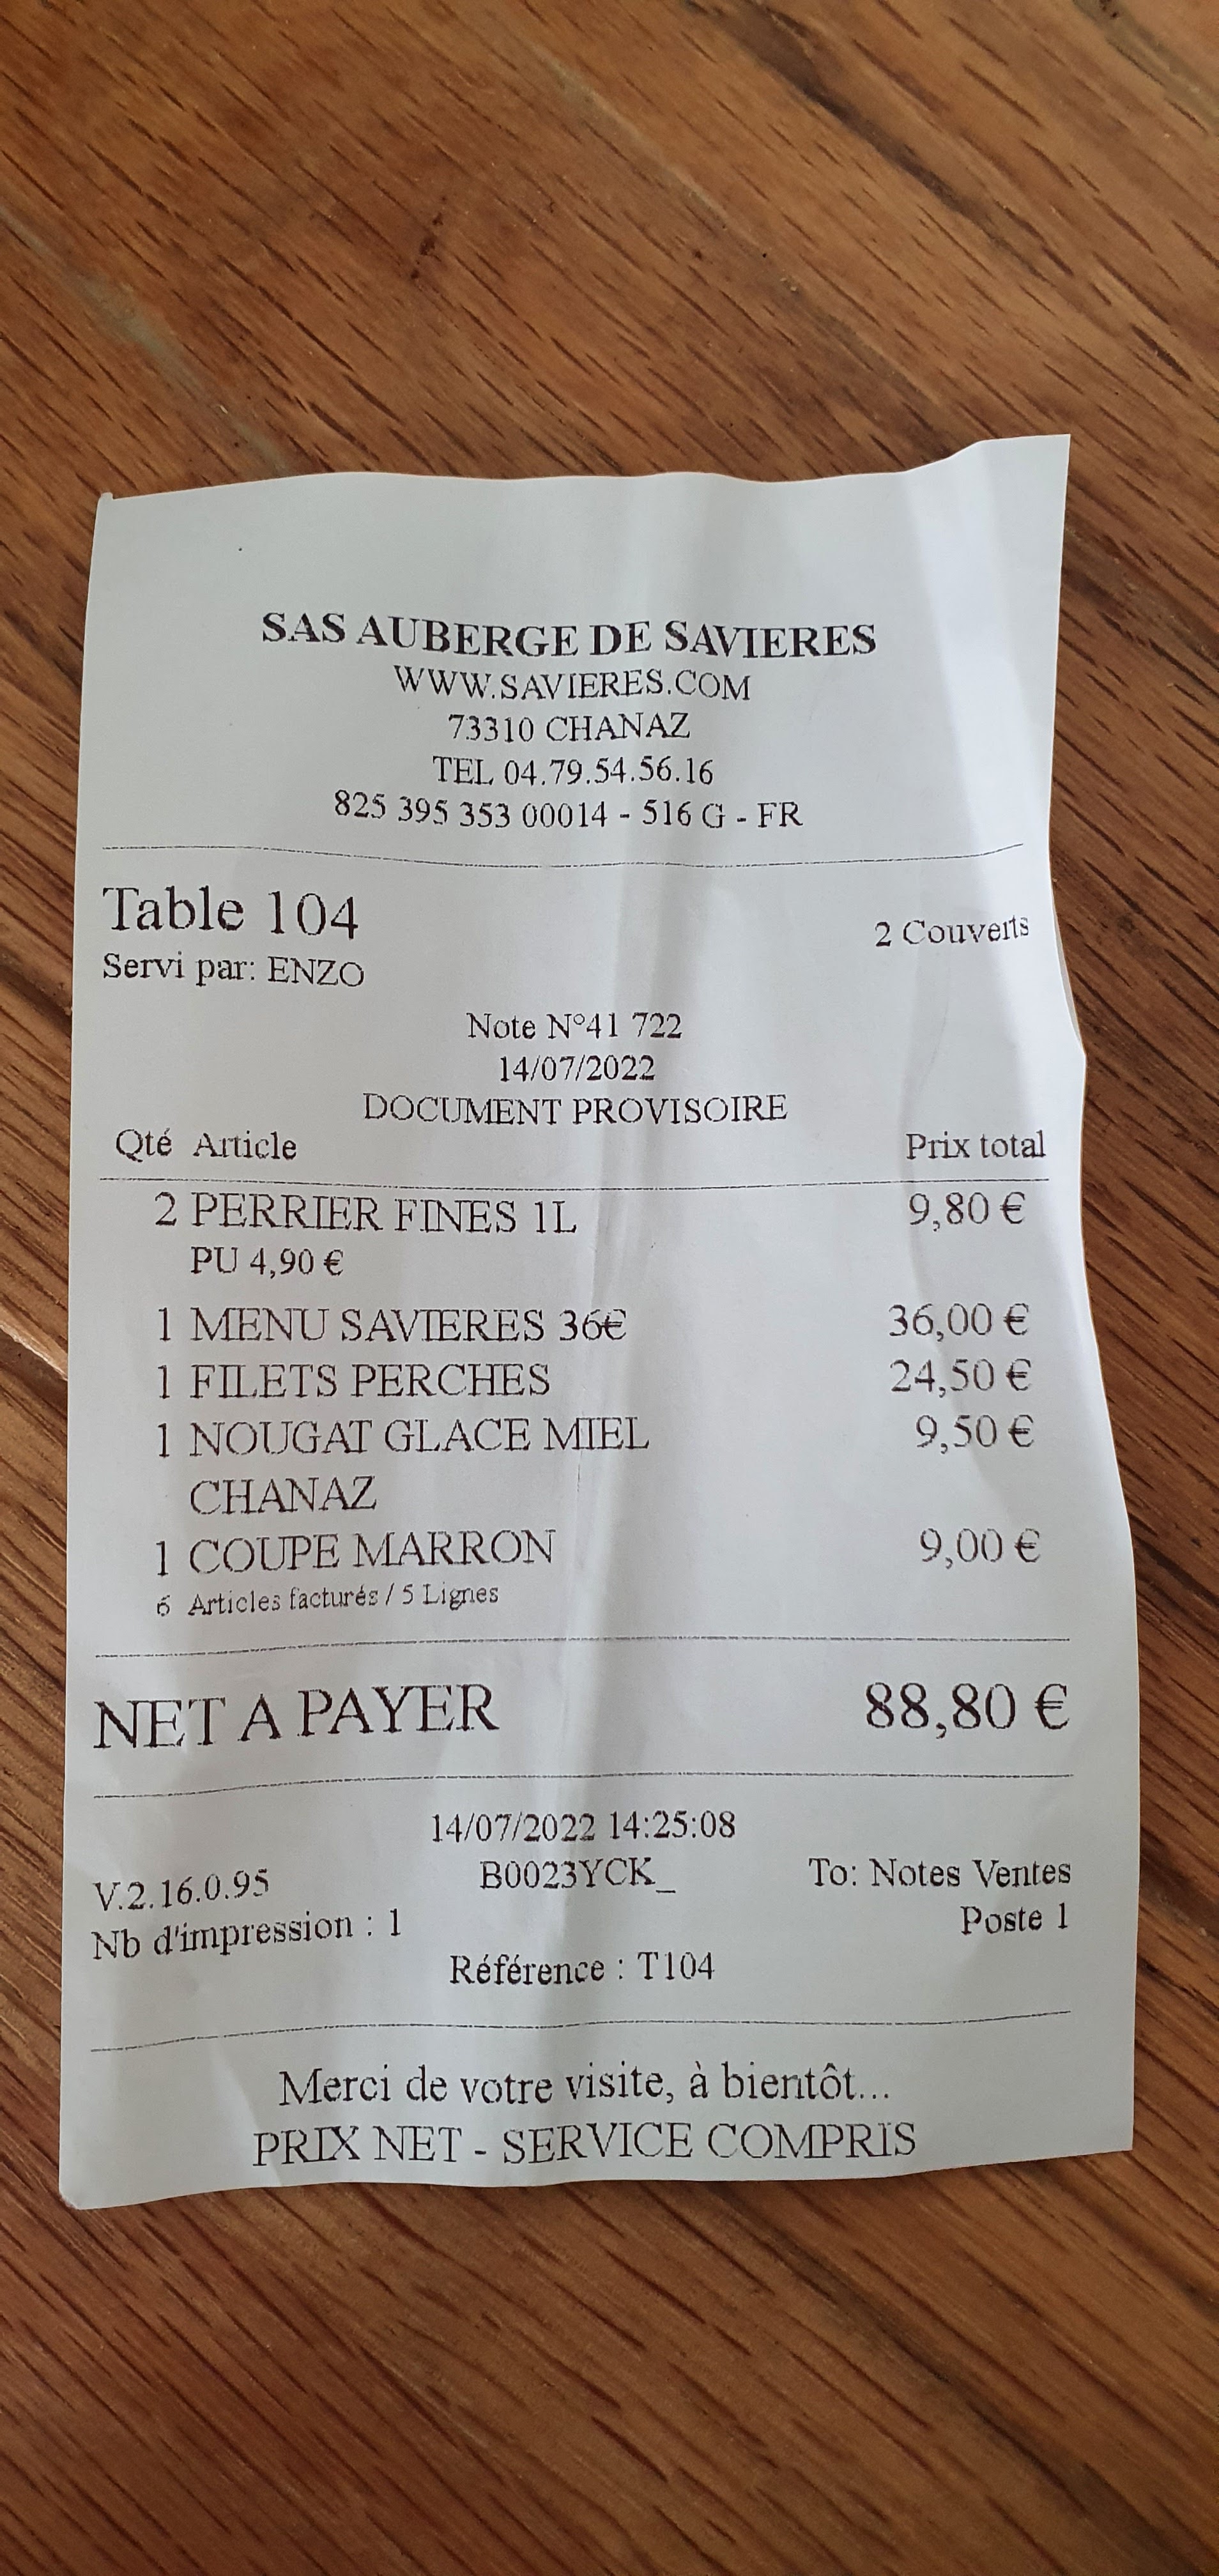 SAS AUBERGE DE SAVIERES
WWW.SAVIERES.COM
73310 CHANAZ
TEL 04.79.54.56.16
825 395 353 00014 - 516 G - FR
Table 104
2 Couverts
Servi par: ENZO
Note N°41 722
14/07/2022
DOCUMENT PROVISOIRE
Qté Article Prix total
2 PERRIER FINES 1L 9,80 €
PU 4,90 €
1 MENU SAVIERES 36€ 36,00 €
1 FILETS PERCHES 24,50 €
1 NOUGAT GLACE MIEL 9,50 €
CHANAZ
1 COUPE MARRON 9,00 €
6 Articles facturés / 5 Lignes
NET A PAYER 88,80 €
14/07/2022 14:25:08
V.2.16.0.95 B0023YCK_ To: Notes Ventes
Nb d'impression : 1 Poste 1
Référence : T104
Merci de votre visite, à bientôt...
PRIX NET - SERVICE COMPRIS